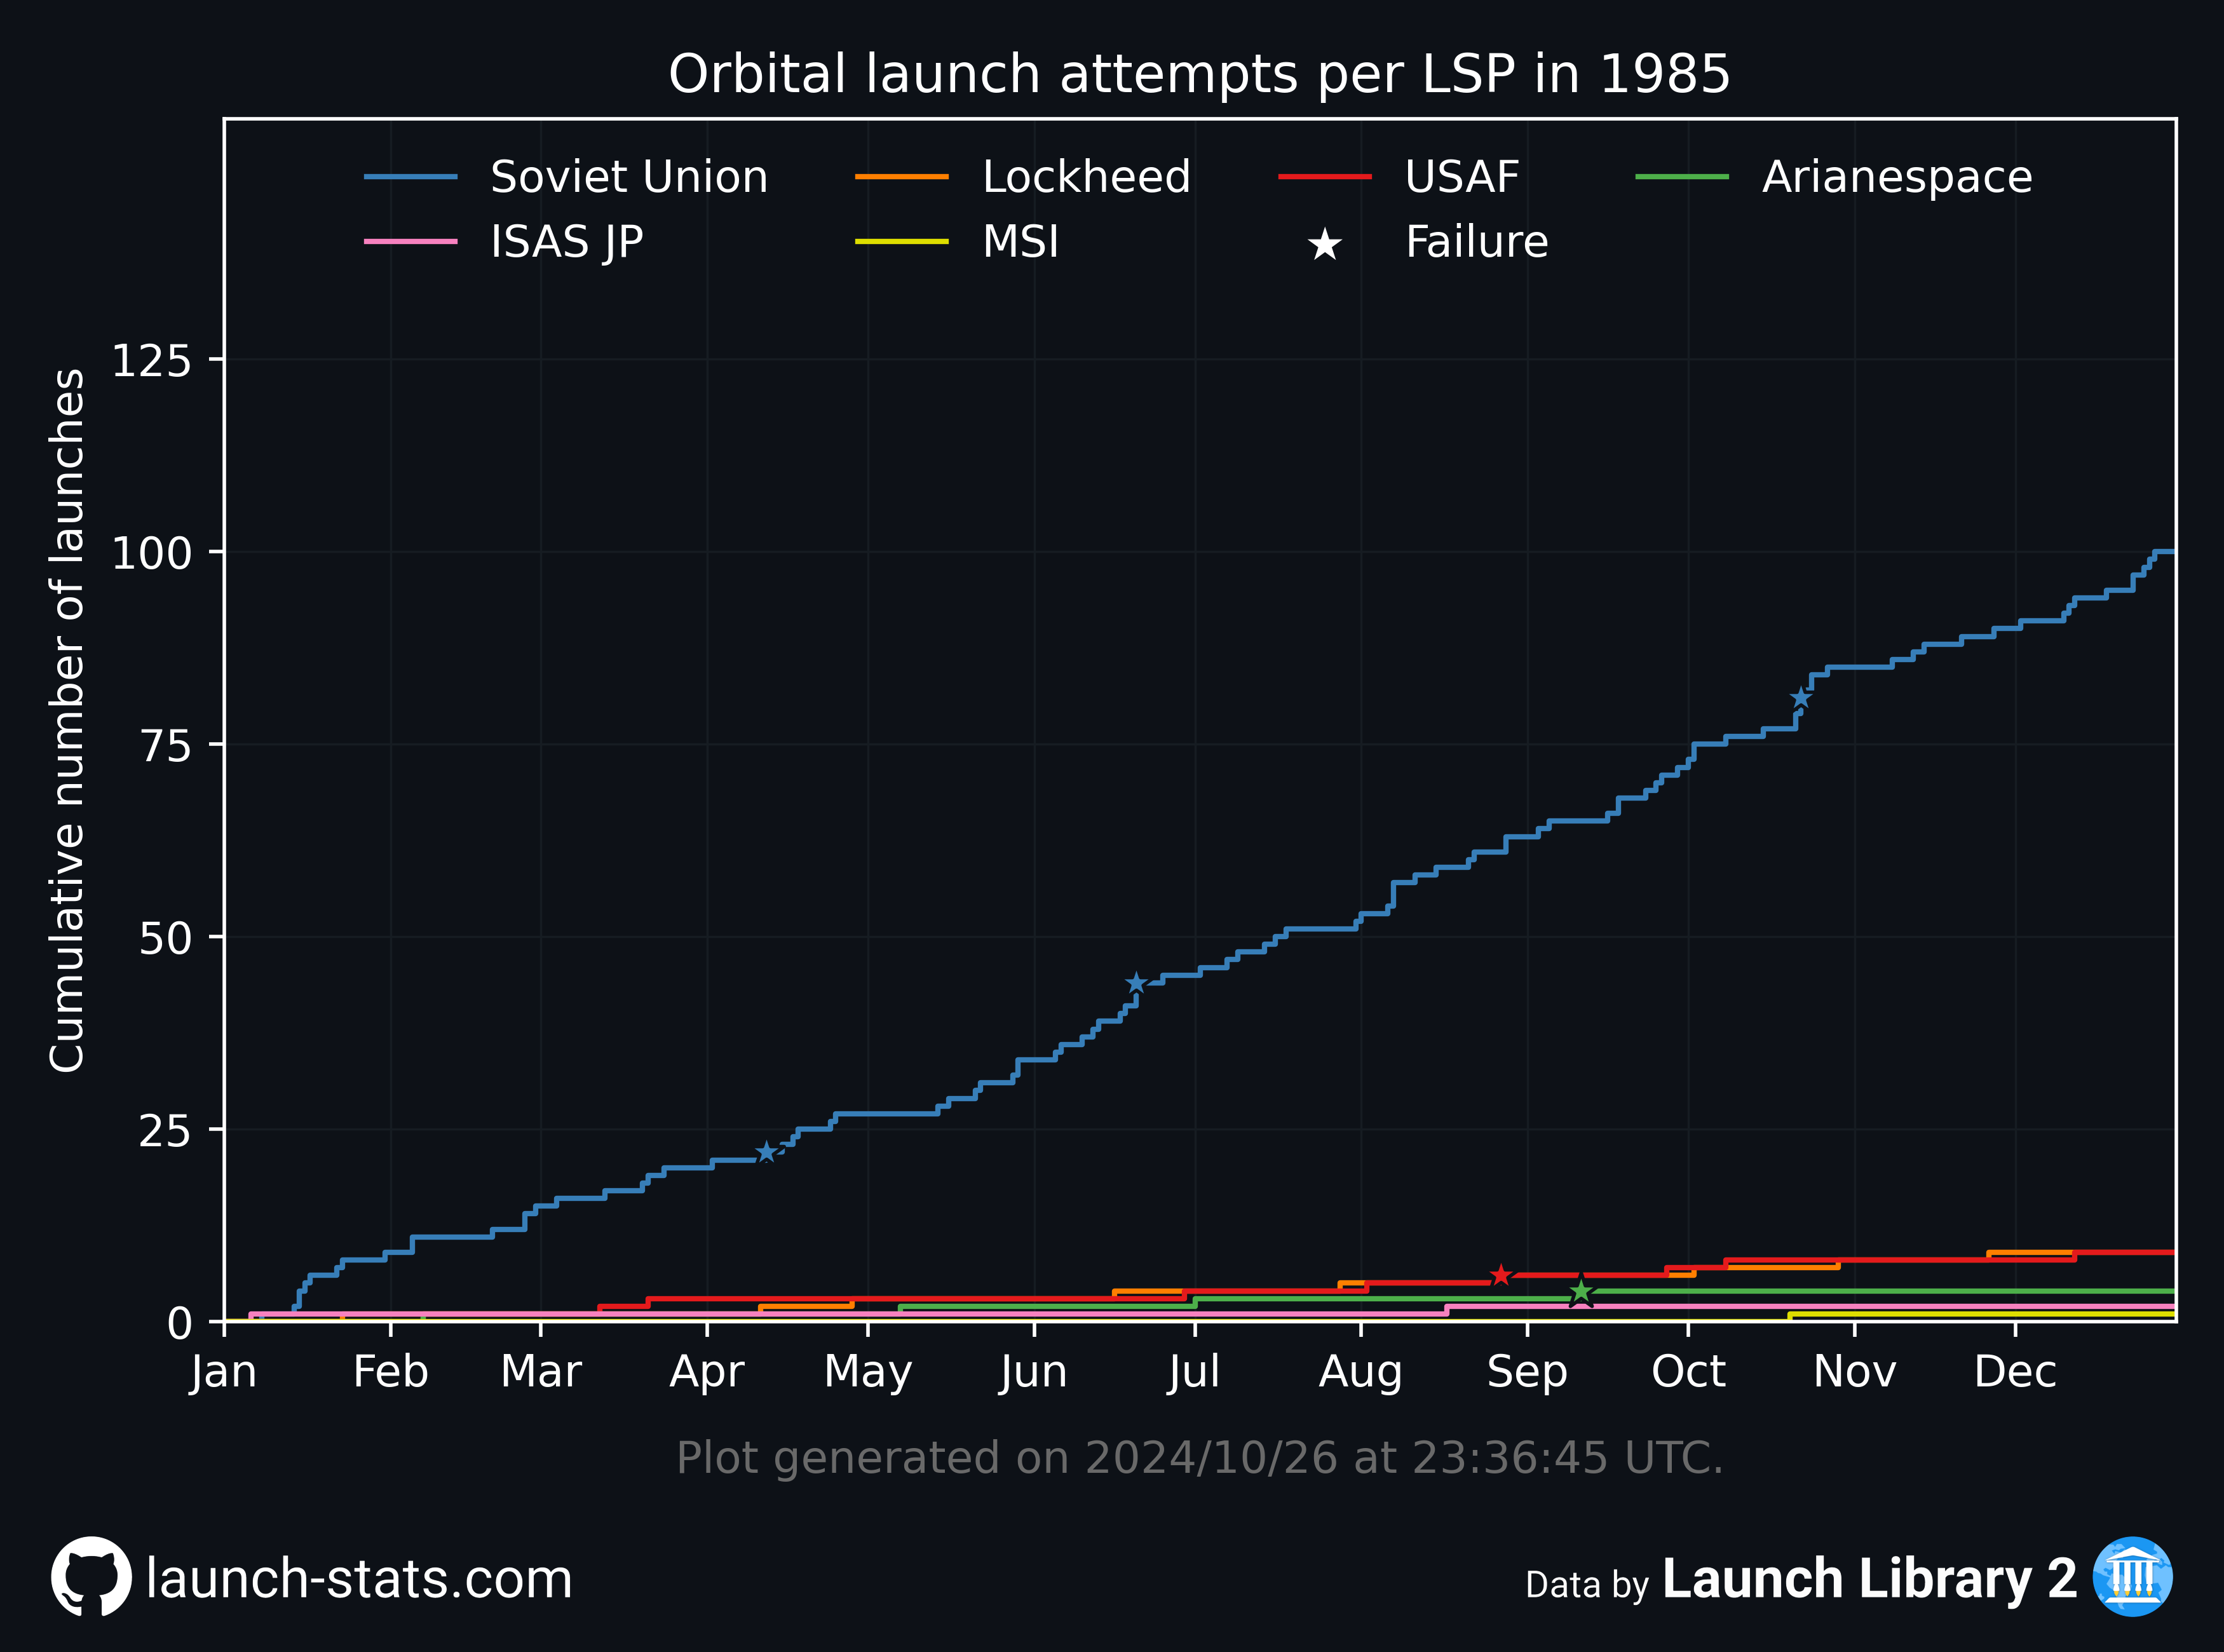 Orbital launch attempts per LSP in 1985
Soviet Union Lockheed USAF Arianespace
ISAS JP MSI Failure
Cumulative number of launches
125
100
75
50
25
0
Jan Feb Mar Apr May Jun Jul Aug Sep Oct Nov Dec
Plot generated on 2024/10/26 at 23:36:45 UTC.
launch-stats.com
Data by Launch Library 2